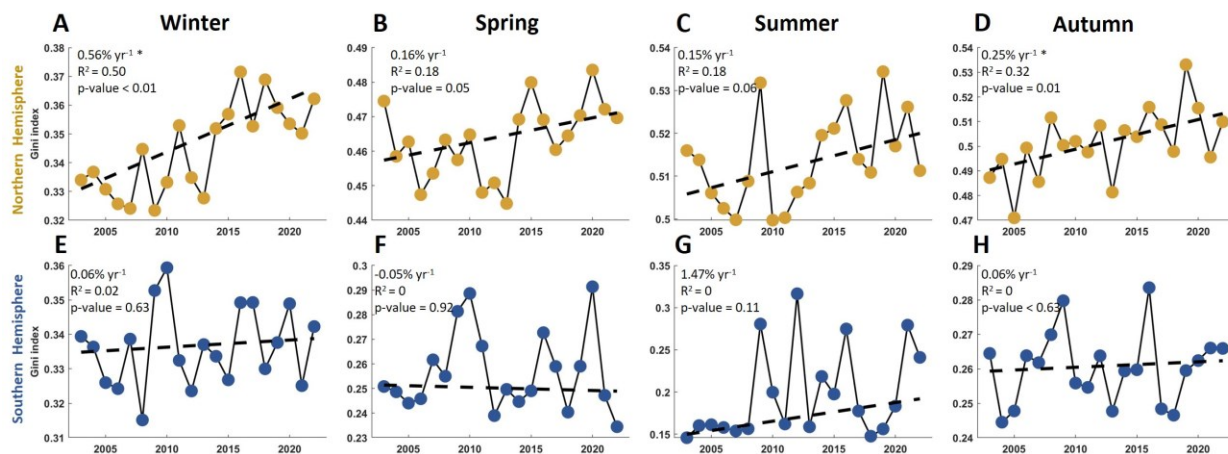 A Winter
B Spring
C Summer
D Autumn
Northern Hemisphere
Gini index
0.56% yr⁻¹ *
R² = 0.50
p-value < 0.01
0.38
0.37
0.36
0.35
0.34
0.33
0.32
2005 2010 2015 2020
0.16% yr⁻¹
R² = 0.18
p-value = 0.05
0.49
0.48
0.47
0.46
0.45
0.44
2005 2010 2015 2020
0.15% yr⁻¹
R² = 0.18
p-value = 0.06
0.54
0.53
0.52
0.51
0.5
2005 2010 2015 2020
0.25% yr⁻¹ *
R² = 0.32
p-value = 0.01
0.54
0.53
0.52
0.51
0.5
0.49
0.48
0.47
2005 2010 2015 2020
Southern Hemisphere
Gini index
E
0.06% yr⁻¹
R² = 0.02
p-value = 0.63
0.36
0.35
0.34
0.33
0.32
0.31
2005 2010 2015 2020
F
-0.05% yr⁻¹
R² = 0
p-value = 0.92
0.3
0.29
0.28
0.27
0.26
0.25
0.24
0.23
2005 2010 2015 2020
G
1.47% yr⁻¹
R² = 0
p-value = 0.11
0.35
0.3
0.25
0.2
0.15
2005 2010 2015 2020
H
0.06% yr⁻¹
R² = 0
p-value < 0.63
0.29
0.28
0.27
0.26
0.25
0.24
2005 2010 2015 2020